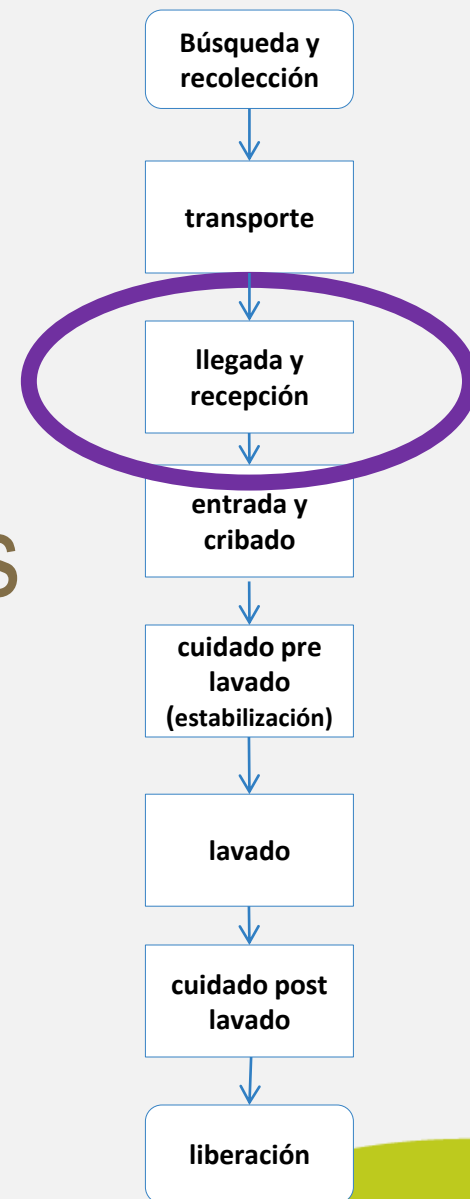 Búsqueda y
recolección
transporte
llegada y
recepción
entrada y
cribado
s
cuidado pre
lavado
(estabilización)
lavado
cuidado post
lavado
liberación